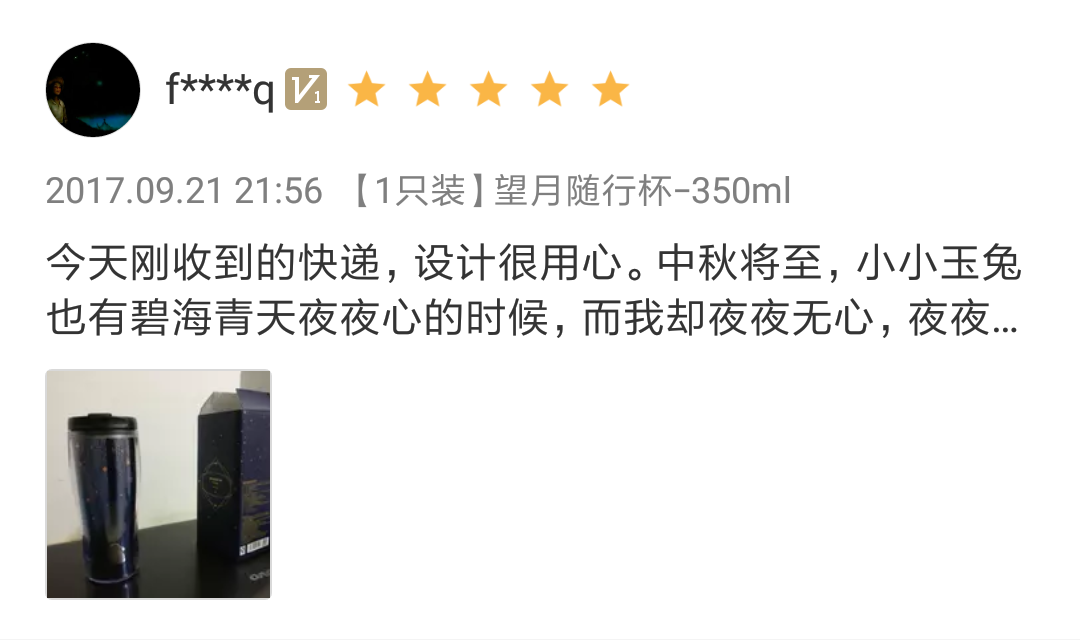 f****q V1
2017.09.21 21:56 【1只装】望月随行杯-350ml
今天刚收到的快递，设计很用心。中秋将至，小小玉兔
也有碧海青天夜夜心的时候，而我却夜夜无心，夜夜...